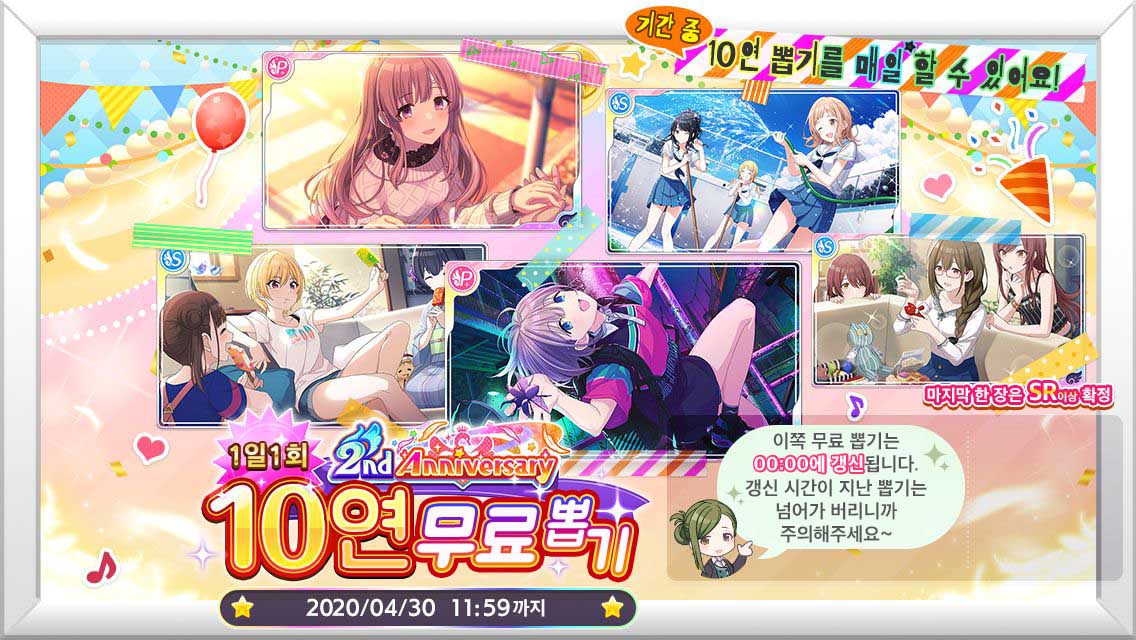 기간 중
10연 뽑기를 매일 할 수 있어요!
P
S
S
P
S
마지막 한 장은 SR이상 확정
1일1회
2nd Anniversary
10연 무료 뽑기
2020/04/30 11:59까지
이쪽 무료 뽑기는
00:00에 갱신됩니다.
갱신 시간이 지난 뽑기는
넘어가 버리니까
주의해주세요~